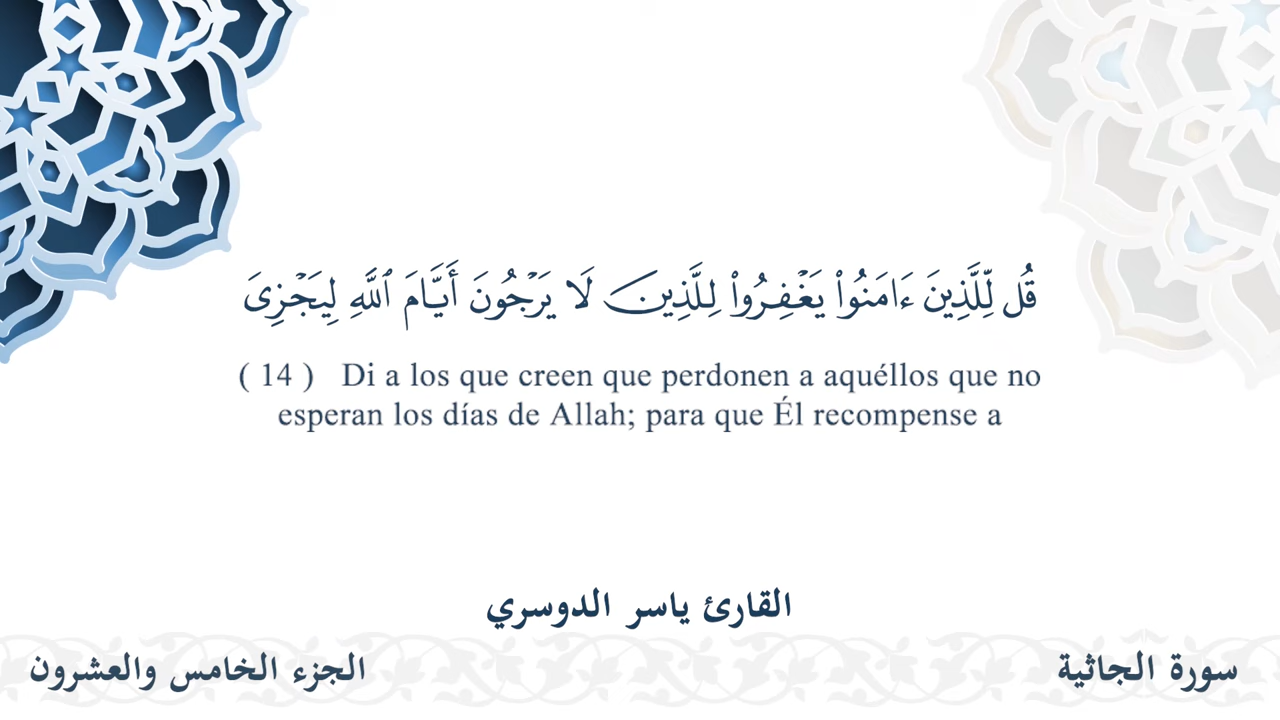 قُل لِّلَّذِينَ ءَامَنُوا۟ يَغْفِرُوا۟ لِلَّذِينَ لَا يَرْجُونَ أَيَّامَ ٱللَّهِ لِيَجْزِىَ
( 14 ) Di a los que creen que perdonen a aquéllos que no
esperan los días de Allah; para que Él recompense a
القارئ ياسر الدوسري
سورة الجاثية
الجزء الخامس والعشرون